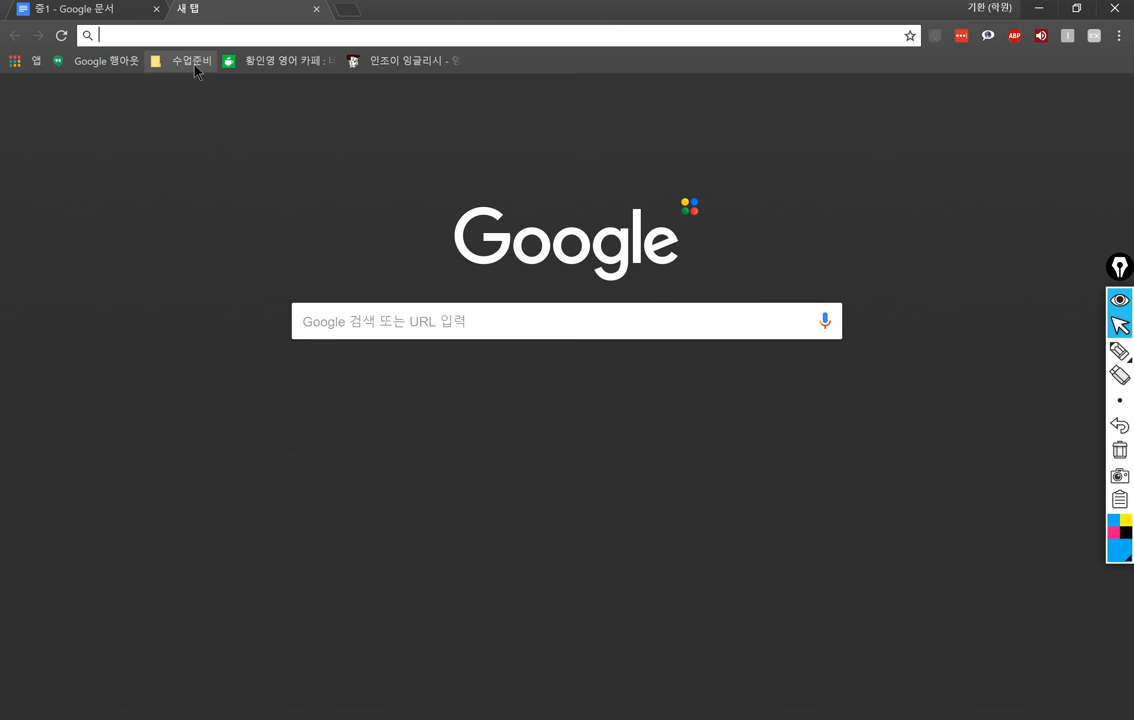 중1 - Google 문서
새 탭
기환 (학원)
ABP
앱
Google 행아웃
수업준비
황인영 영어 카페 : 네
인조이 잉글리시 -
Google
Google 검색 또는 URL 입력